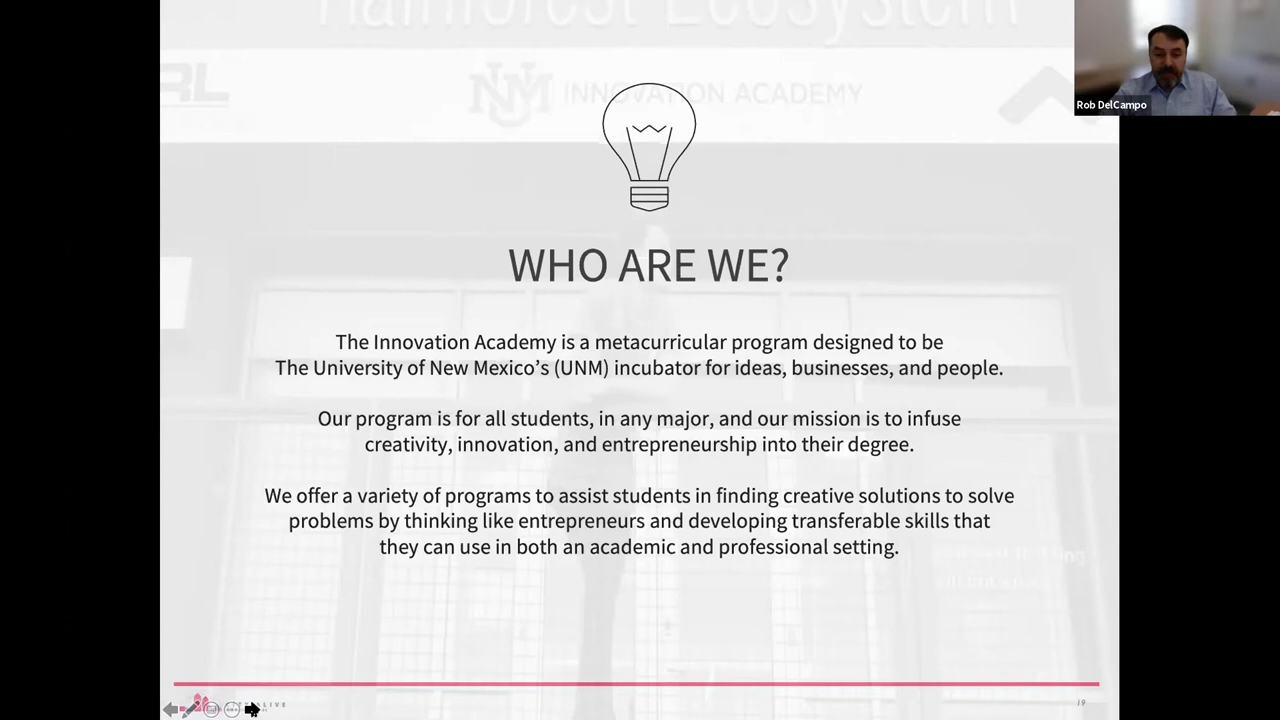 Rainforest Ecosystem
RL
UNM INNOVATION ACADEMY
Rob DelCampo
WHO ARE WE?
The Innovation Academy is a metacurricular program designed to be
The University of New Mexico’s (UNM) incubator for ideas, businesses, and people.
Our program is for all students, in any major, and our mission is to infuse
creativity, innovation, and entrepreneurship into their degree.
We offer a variety of programs to assist students in finding creative solutions to solve
problems by thinking like entrepreneurs and developing transferable skills that
they can use in both an academic and professional setting.
LIVE
19